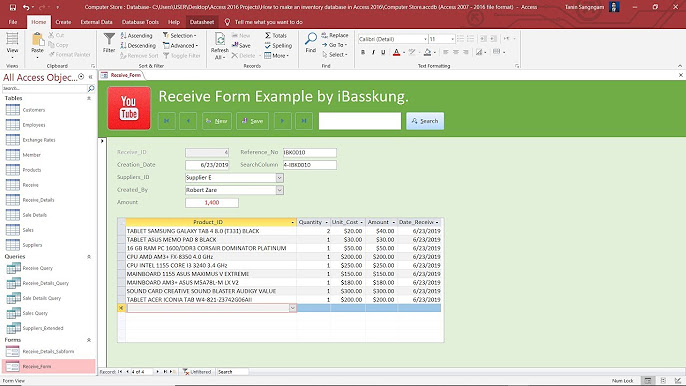 Computer Store : Database- C:\Users\USER\Desktop\Access 2016 Projects\How to make an inventory database in Access 2016\Computer Store.accdb (Access 2007 - 2016 file format) - Access
Tanin Sangngam
File Home Create External Data Database Tools Help Datasheet Tell me what you want to do
View
Paste
Filter
Ascending
Descending
Remove Sort
Selection
Advanced
Toggle Filter
Refresh All
New
Save
Delete
Totals
Spelling
More
Find
Calibri (Detail) 11
B I U
Views Clipboard Sort & Filter Records Find Text Formatting
All Access Objec...
Search...
Tables
Customers
Employees
Exchange Rates
Member
Products
Receive
Receive_Details
Sale Details
Sales
Suppliers
Queries
Receive Query
Receive_Details Query
Sale Details Query
Sales Query
Suppliers_Extended
Forms
Receive_Details_Subform
Receive_Form
Receive_Form
You Tube
Receive Form Example by iBasskung.
New Save Search
Receive_ID 4 Reference_No IBK0010
Creation_Date 6/23/2019 SearchColumn 4-IBK0010
Suppliers_ID Supplier E
Created_By Robert Zare
Amount 1,400
Product_ID Quantity Unit_Cost Amount Date_Receive
TABLET SAMSUNG GALAXY TAB 4 8.0 (T331) BLACK 2 $20.00 $40.00 6/23/2019
TABLET ASUS MEMO PAD 8 BLACK 1 $30.00 $30.00 6/23/2019
16 GB RAM PC 1600/DDR3 CORSAIR DOMINATOR PLATINUM 1 $50.00 $50.00 6/23/2019
CPU AMD AM3+ FX-8350 4.0 GHz 1 $200.00 $200.00 6/23/2019
CPU INTEL 1155 CORE I3 3240 3.4 GHz 1 $250.00 $250.00 6/23/2019
MAINBOARD 1155 ASUS MAXIMUS V EXTREME 1 $150.00 $150.00 6/23/2019
MAINBOARD AM3+ ASUS M5A78L-M LX V2 1 $180.00 $180.00 6/23/2019
SOUND CARD CREATIVE SOUND BLASTER AUDIGY VALUE 1 $300.00 $300.00 6/23/2019
TABLET ACER ICONIA TAB W4-821-Z3742G06AII 1 $200.00 $200.00 6/23/2019
Record: 4 of 4 Unfiltered Search
Form View Num Lock